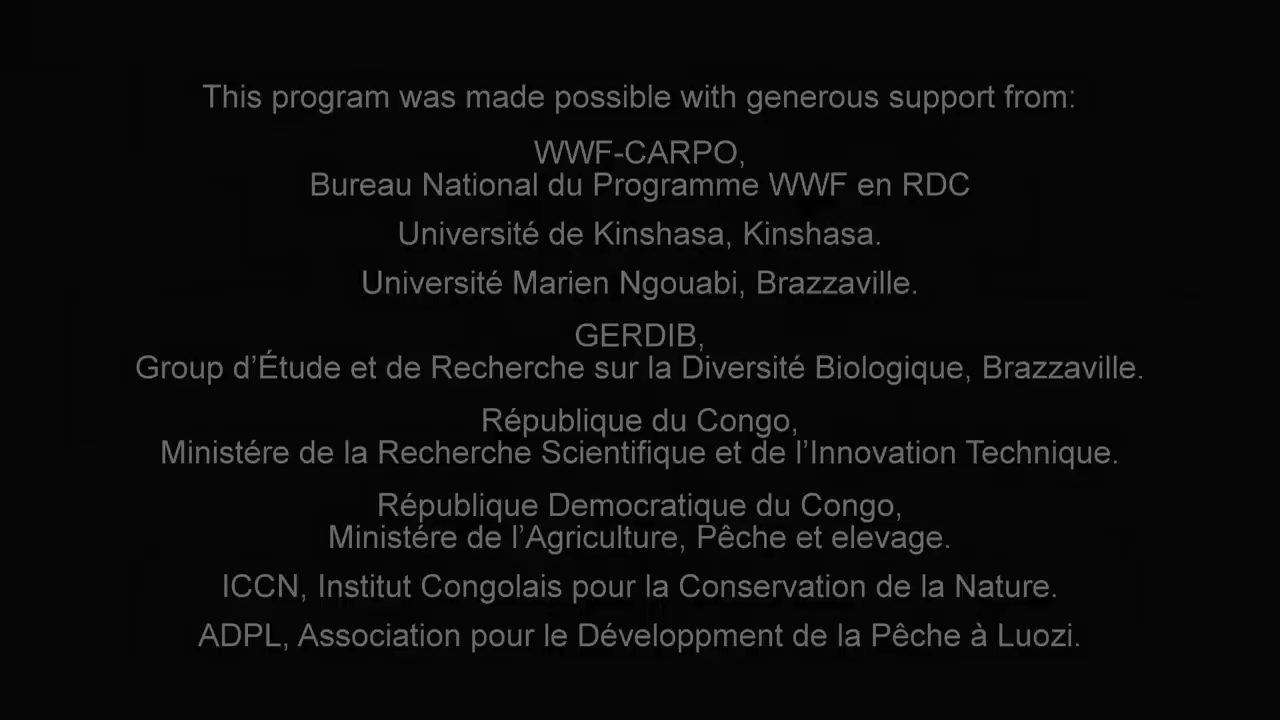 This program was made possible with generous support from:
WWF-CARPO,
Bureau National du Programme WWF en RDC
Université de Kinshasa, Kinshasa.
Université Marien Ngouabi, Brazzaville.
GERDIB,
Group d’Étude et de Recherche sur la Diversité Biologique, Brazzaville.
République du Congo,
Ministére de la Recherche Scientifique et de l’Innovation Technique.
République Democratique du Congo,
Ministére de l’Agriculture, Pêche et elevage.
ICCN, Institut Congolais pour la Conservation de la Nature.
ADPL, Association pour le Développment de la Pêche à Luozi.